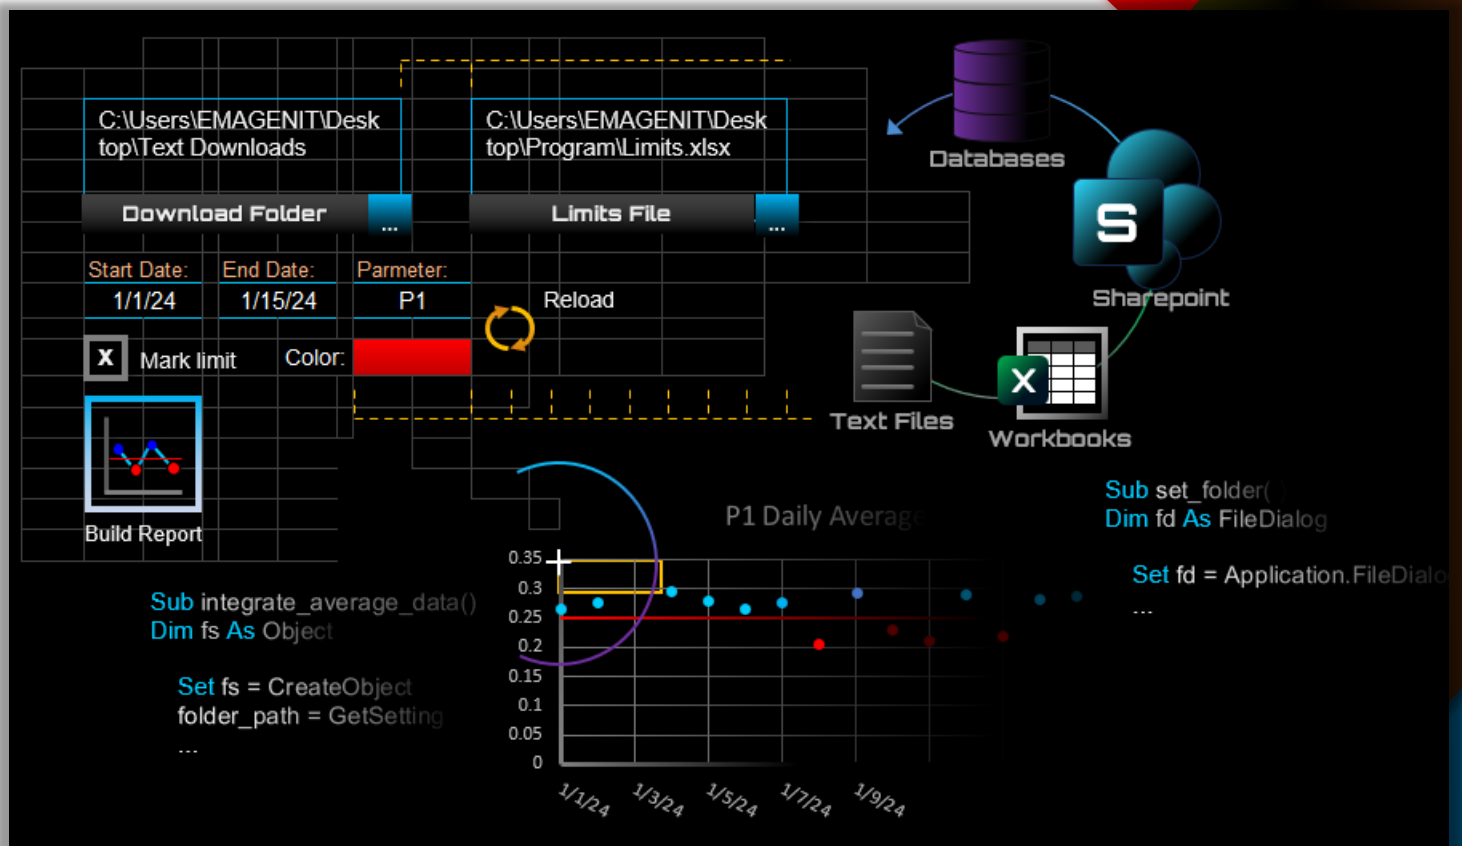 C:\Users\EMAGENIT\Desk
top\Text Downloads
C:\Users\EMAGENIT\Desk
top\Program\Limits.xlsx
Databases
Download Folder
...
Limits File
...
S
Start Date:
End Date:
Parmeter:
1/1/24
1/15/24
P1
Reload
Sharepoint
X
Mark limit
Color:
X
Text Files
Workbooks
Build Report
Sub set_folder()
Dim fd As FileDialog
Set fd = Application.FileDialo
...
P1 Daily Average
0.35
0.3
0.25
0.2
0.15
0.1
0.05
0
1/1/24
1/3/24
1/5/24
1/7/24
1/9/24
Sub integrate_average_data()
Dim fs As Object
Set fs = CreateObject
folder_path = GetSetting
...